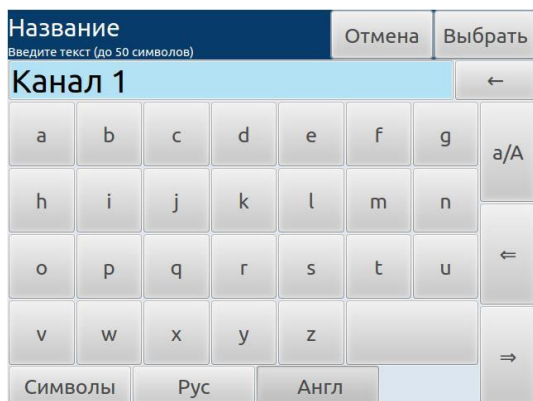 Название
Отмена
Выбрать
Введите текст (до 50 символов)
Канал 1
←
a b c d e f g
a/A
h i j k l m n
o p q r s t u
⇐
v w x y z
⇒
Символы Рус Англ